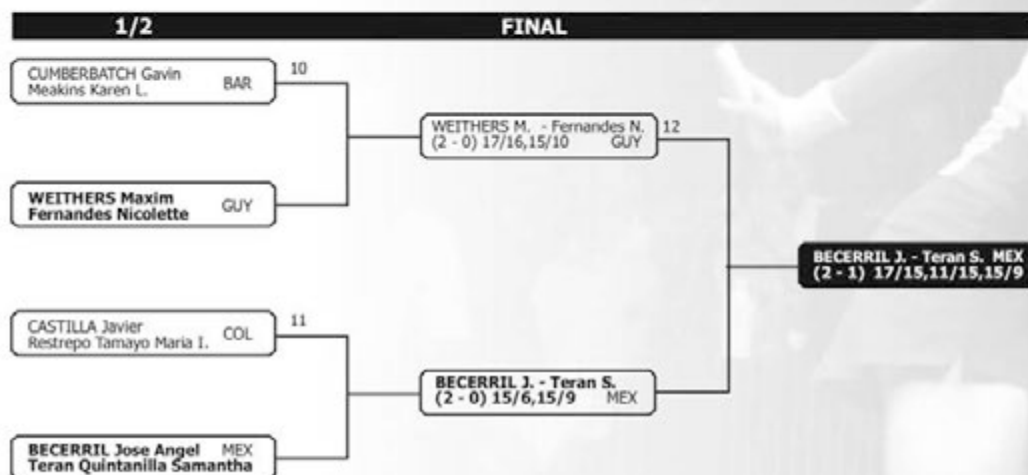 1/2 FINAL
CUMBERBATCH Gavin
Meakins Karen L. BAR
10
WEITHERS Maxim
Fernandes Nicolette GUY
WEITHERS M. - Fernandes N.
(2 - 0) 17/16,15/10 GUY
12
CASTILLA Javier
Restrepo Tamayo Maria I. COL
11
BECERRIL Jose Angel MEX
Teran Quintanilla Samantha
BECERRIL J. - Teran S.
(2 - 0) 15/6,15/9 MEX
BECERRIL J. - Teran S. MEX
(2 - 1) 17/15,11/15,15/9